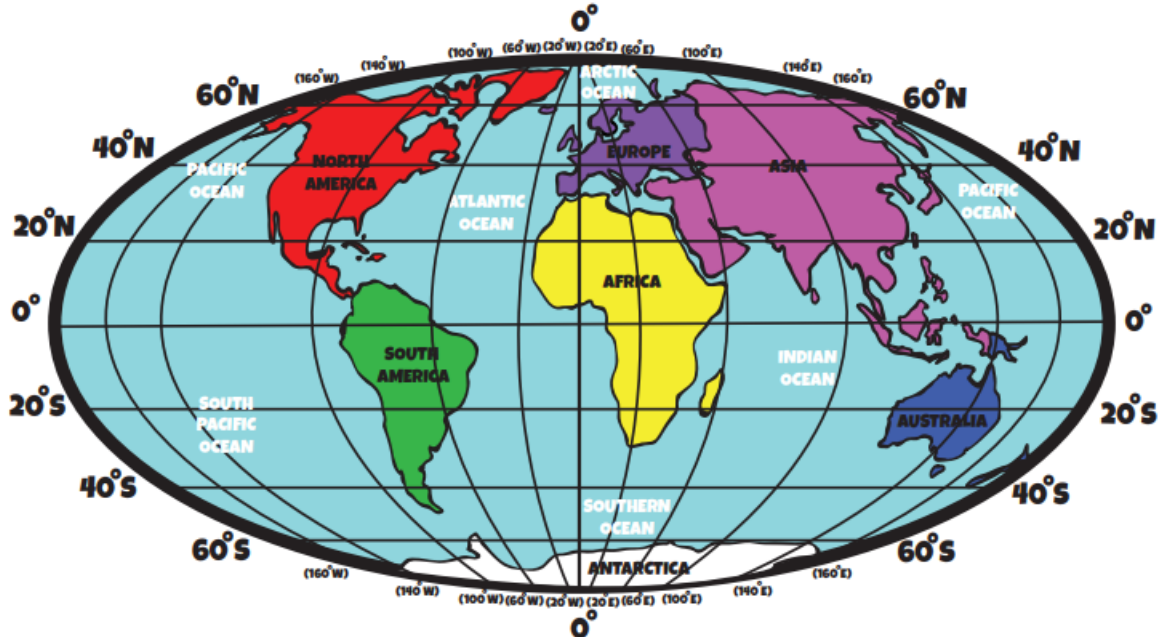 0°
(160°W) (140°W) (100°W) (60°W) (20°W) (20°E) (60°E) (100°E) (140°E) (160°E)
60°N
60°N
40°N
40°N
20°N
20°N
0°
0°
20°S
20°S
40°S
40°S
60°S
60°S
ARCTIC
OCEAN
NORTH
AMERICA
EUROPE
ASIA
PACIFIC
OCEAN
ATLANTIC
OCEAN
PACIFIC
OCEAN
AFRICA
SOUTH
AMERICA
INDIAN
OCEAN
SOUTH
PACIFIC
OCEAN
AUSTRALIA
SOUTHERN
OCEAN
ANTARCTICA
(160°W) (140°W) (100°W) (60°W) (20°W) (20°E) (60°E) (100°E) (140°E) (160°E)
0°